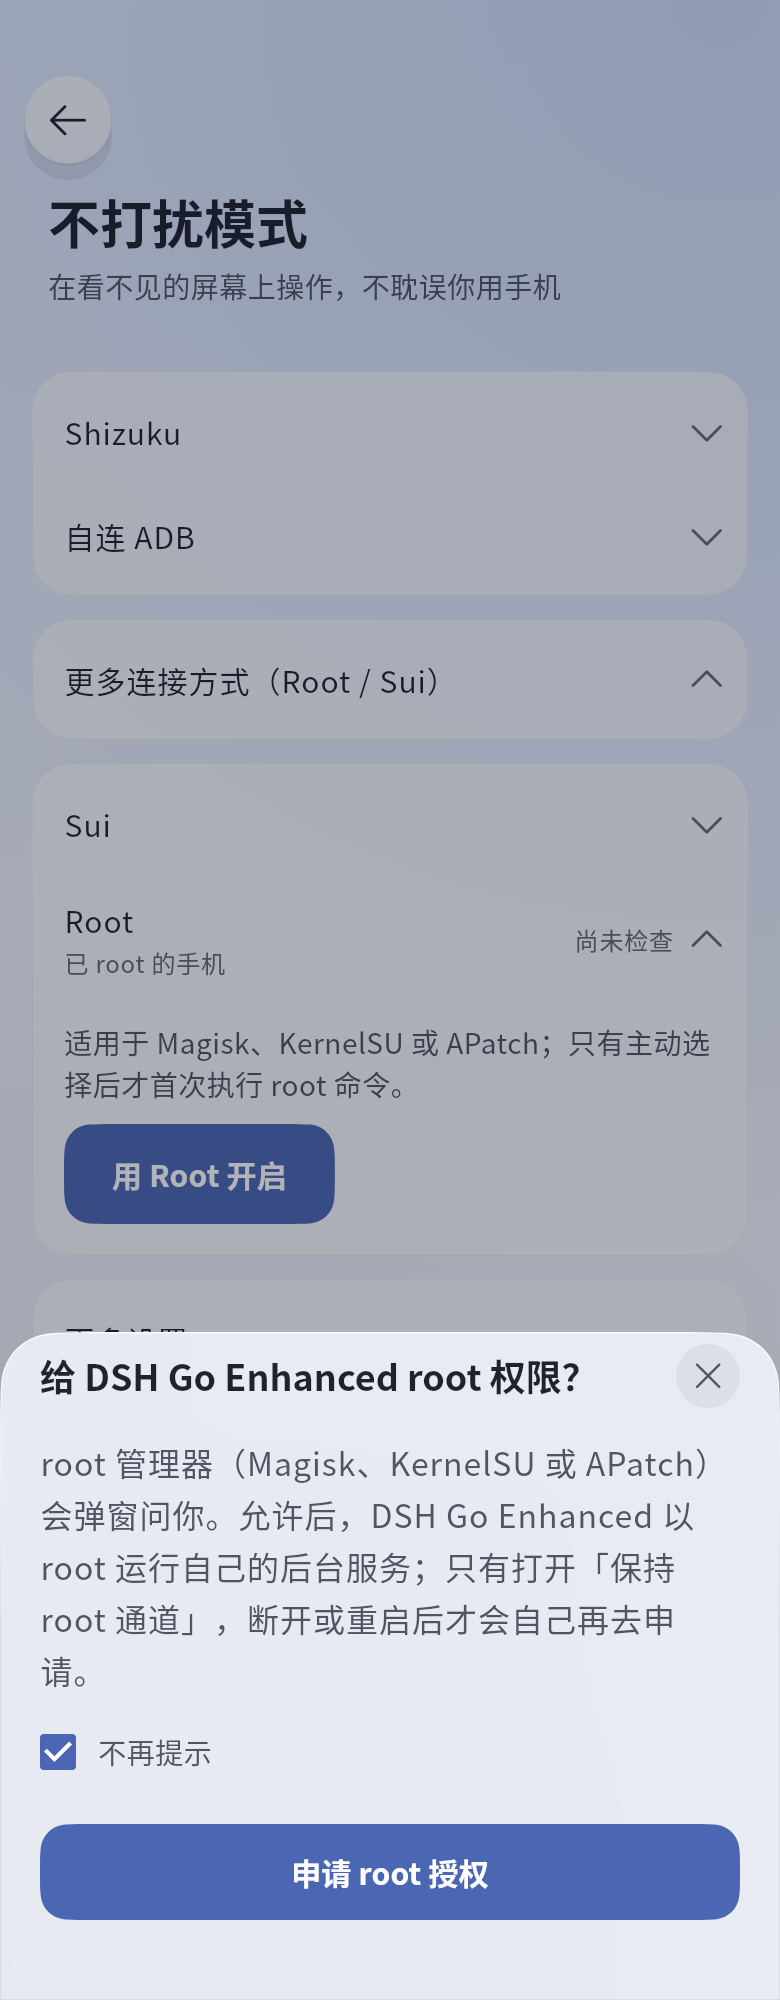 不打扰模式
在看不见的屏幕上操作，不耽误你用手机
Shizuku
自连 ADB
更多连接方式（Root / Sui）
Sui
Root
已 root 的手机
尚未检查
适用于 Magisk、KernelSU 或 APatch；只有主动选
择后才首次执行 root 命令。
用 Root 开启
更多设置
给 DSH Go Enhanced root 权限？
root 管理器（Magisk、KernelSU 或 APatch）
会弹窗问你。允许后，DSH Go Enhanced 以
root 运行自己的后台服务；只有打开「保持
root 通道」，断开或重启后才会自己再去申
请。
不再提示
申请 root 授权